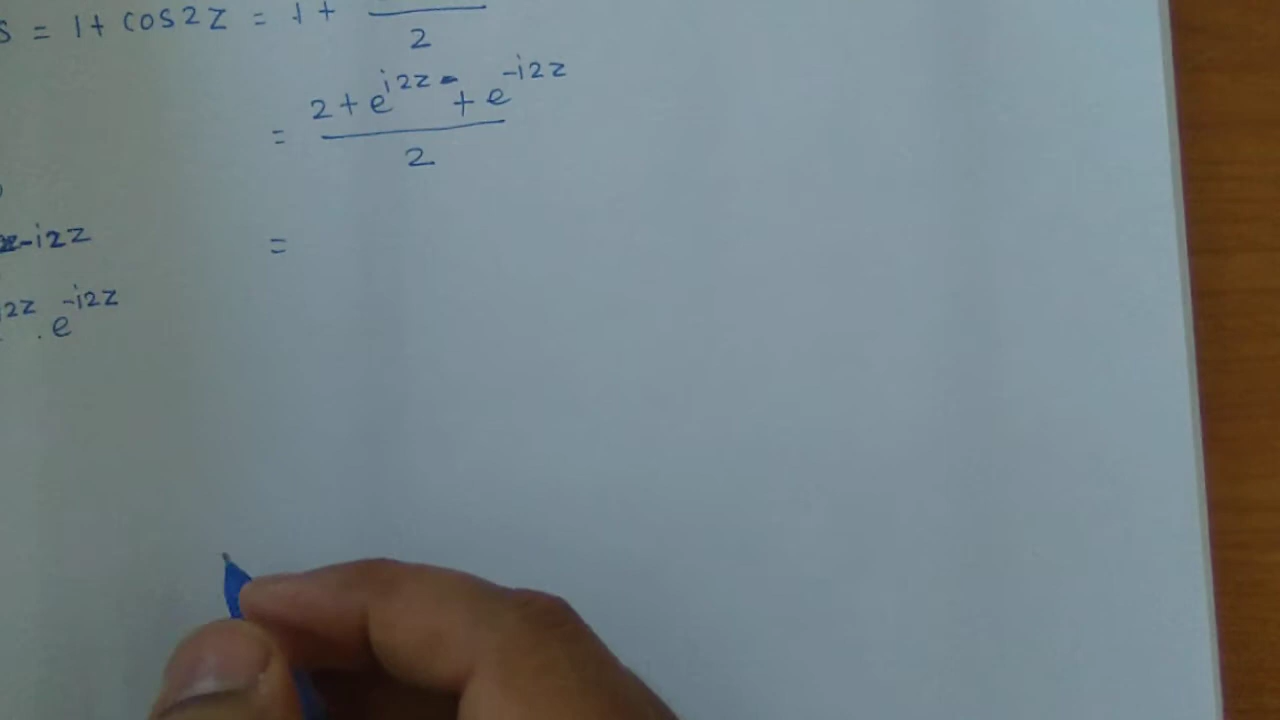 S = 1 + cos2z = 1 +
2
2 + e^{i2z} + e^{-i2z}
=
2
-i2z =
i2z . e^{-i2z}